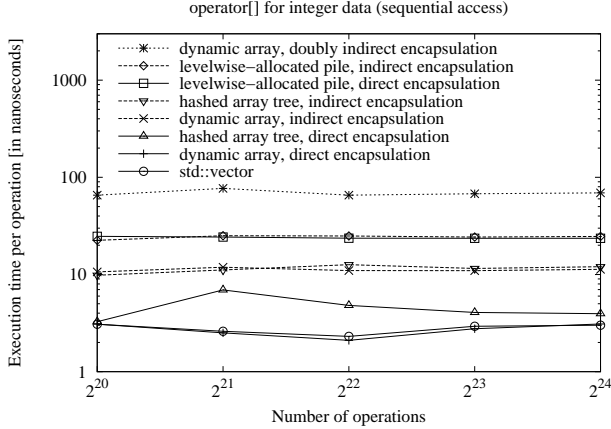 operator[] for integer data (sequential access)
Execution time per operation [in nanoseconds]
1000
100
10
1
dynamic array, doubly indirect encapsulation
levelwise-allocated pile, indirect encapsulation
levelwise-allocated pile, direct encapsulation
hashed array tree, indirect encapsulation
dynamic array, indirect encapsulation
hashed array tree, direct encapsulation
dynamic array, direct encapsulation
std::vector
2^20 2^21 2^22 2^23 2^24
Number of operations